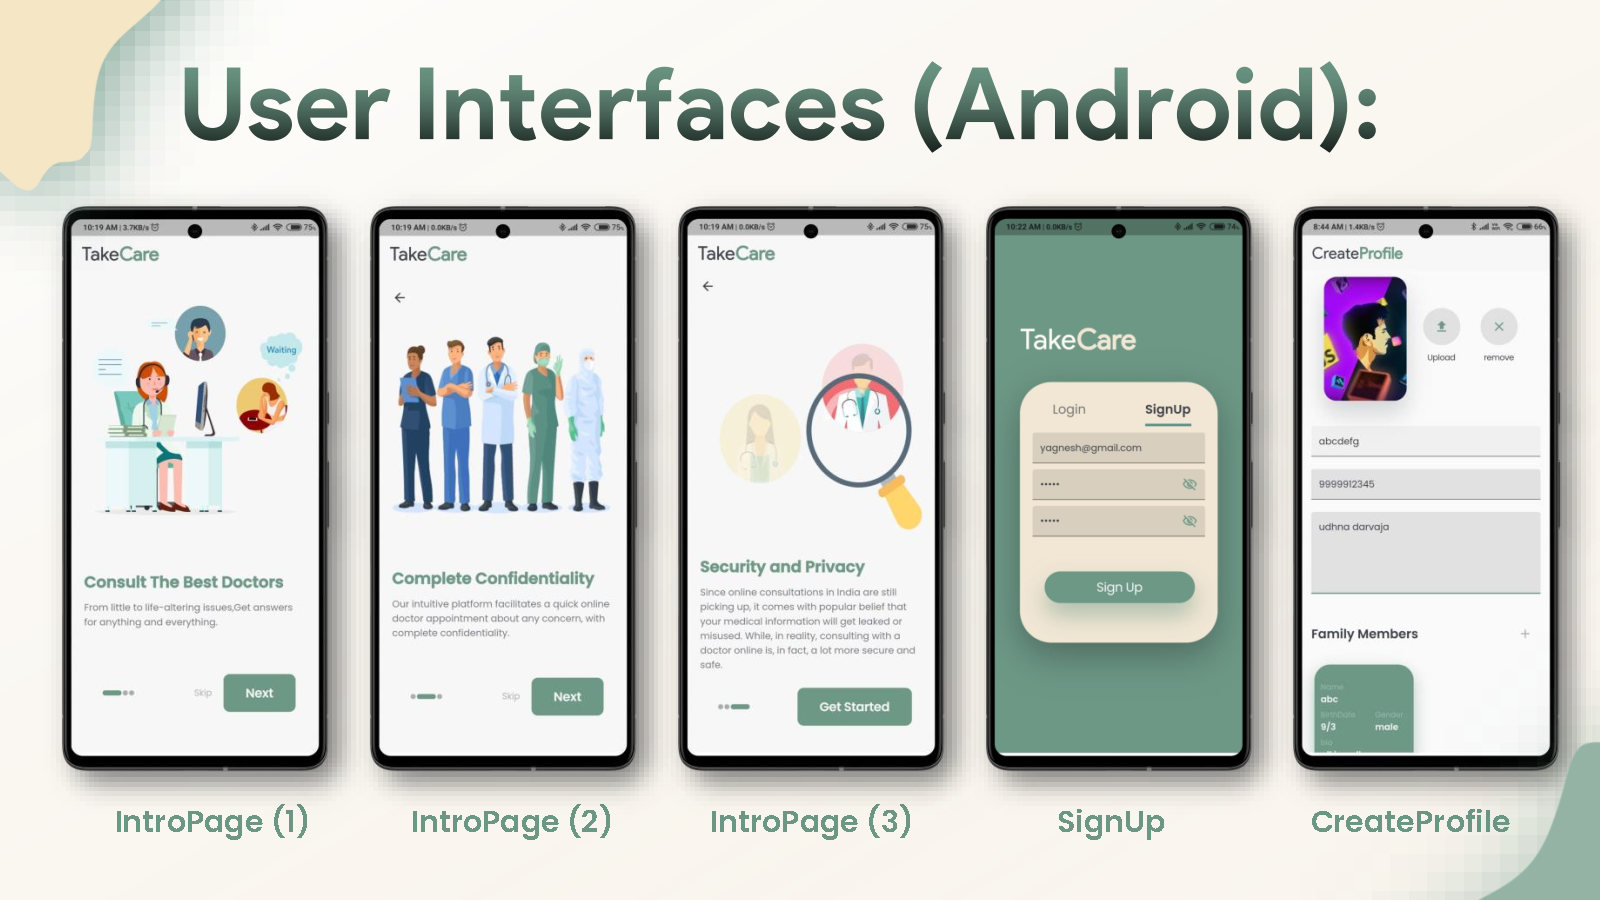 User Interfaces (Android):
10:19 AM | 3.7KB/s
75
TakeCare
Waiting
Consult The Best Doctors
From little to life-altering issues,Get answers
for anything and everything.
Skip
Next
IntroPage (1)
10:19 AM | 0.0KB/s
75
TakeCare
Complete Confidentiality
Our intuitive platform facilitates a quick online
doctor appointment about any concern, with
complete confidentiality.
Skip
Next
IntroPage (2)
10:19 AM | 0.0KB/s
75
TakeCare
Security and Privacy
Since online consultations in India are still
picking up, it comes with popular belief that
your medical information will get leaked or
misused. While, in reality, consulting with a
doctor online is, in fact, a lot more secure and
safe.
Get Started
IntroPage (3)
10:22 AM | 0.0KB/s
74
TakeCare
Login
SignUp
yagnesh@gmail.com
•••••
•••••
Sign Up
SignUp
8:44 AM | 1.4KB/s
66
CreateProfile
Upload
remove
abcdefg
9999912345
udhna darvaja
Family Members
+
Name
abc
BirthDate
Gender
9/3
male
bio
CreateProfile